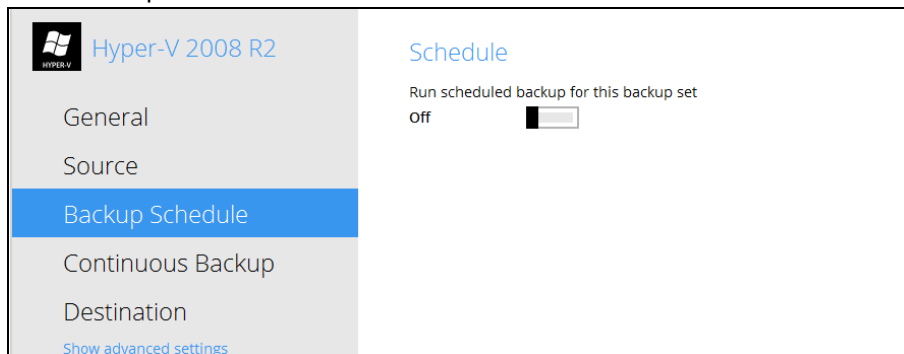 HYPER-V
Hyper-V 2008 R2
General
Source
Backup Schedule
Continuous Backup
Destination
Show advanced settings
Schedule
Run scheduled backup for this backup set
Off